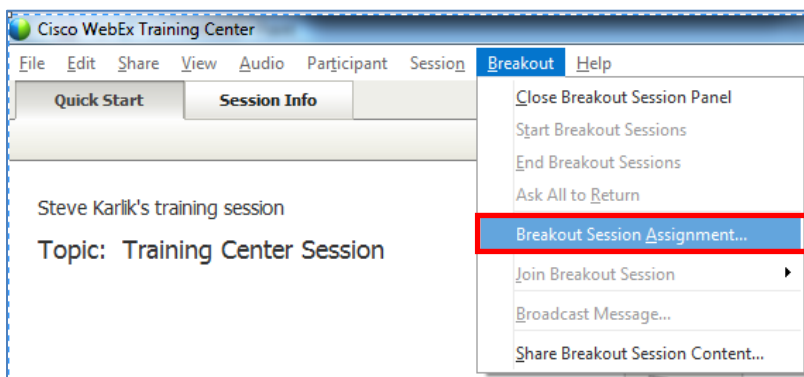 Cisco WebEx Training Center
File Edit Share View Audio Participant Session Breakout Help
Quick Start Session Info
Steve Karlik's training session
Topic: Training Center Session
Close Breakout Session Panel
Start Breakout Sessions
End Breakout Sessions
Ask All to Return
Breakout Session Assignment...
Join Breakout Session
Broadcast Message...
Share Breakout Session Content...